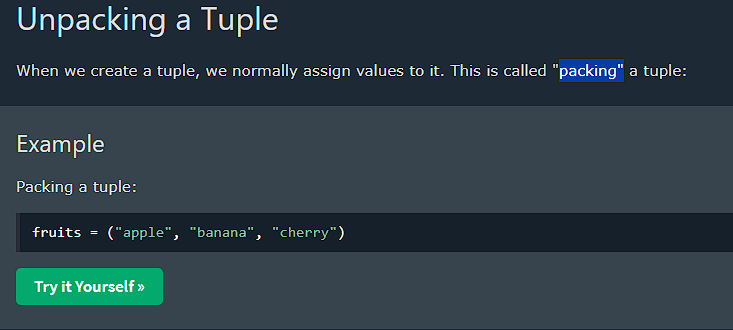 Unpacking a Tuple
When we create a tuple, we normally assign values to it. This is called "packing" a tuple:
Example
Packing a tuple:
fruits = ("apple", "banana", "cherry")
Try it Yourself »